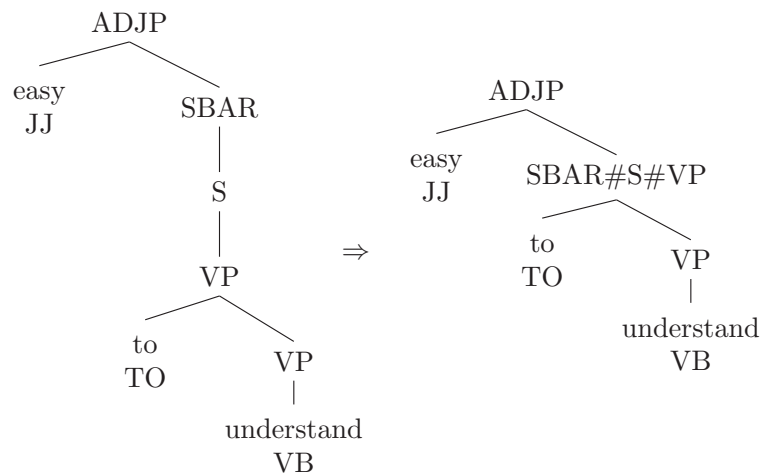 ADJP
easy
JJ
SBAR
S
VP
to
TO
VP
understand
VB
⇒
ADJP
easy
JJ
SBAR#S#VP
to
TO
VP
understand
VB